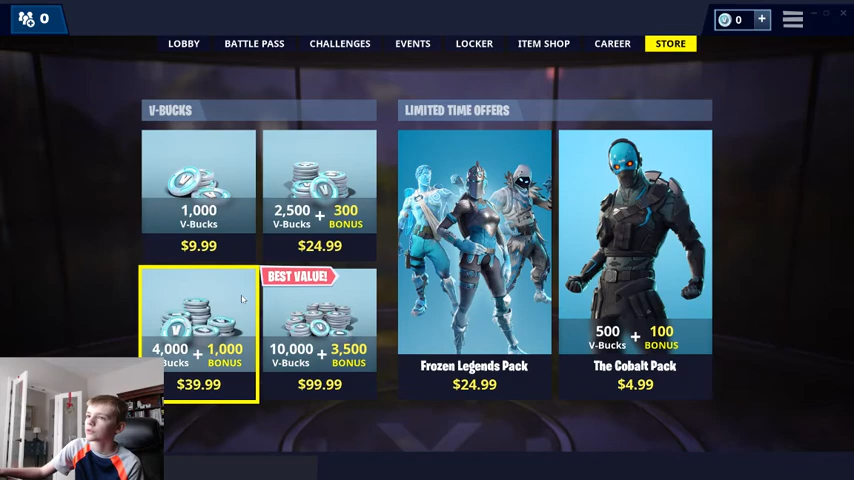 0
0 +
LOBBY BATTLE PASS CHALLENGES EVENTS LOCKER ITEM SHOP CAREER STORE
V-BUCKS
LIMITED TIME OFFERS
1,000
V-Bucks
$9.99
2,500 + 300
V-Bucks BONUS
$24.99
4,000 + 1,000
Bucks BONUS
$39.99
BEST VALUE!
10,000 + 3,500
V-Bucks BONUS
$99.99
Frozen Legends Pack
$24.99
500 + 100
V-Bucks BONUS
The Cobalt Pack
$4.99